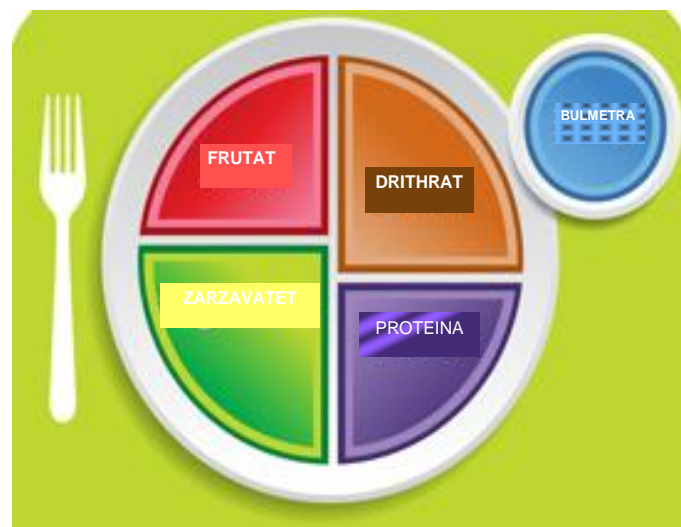 FRUTAT
DRITHRAT
BULMETRA
ZARZAVATET
PROTEINA